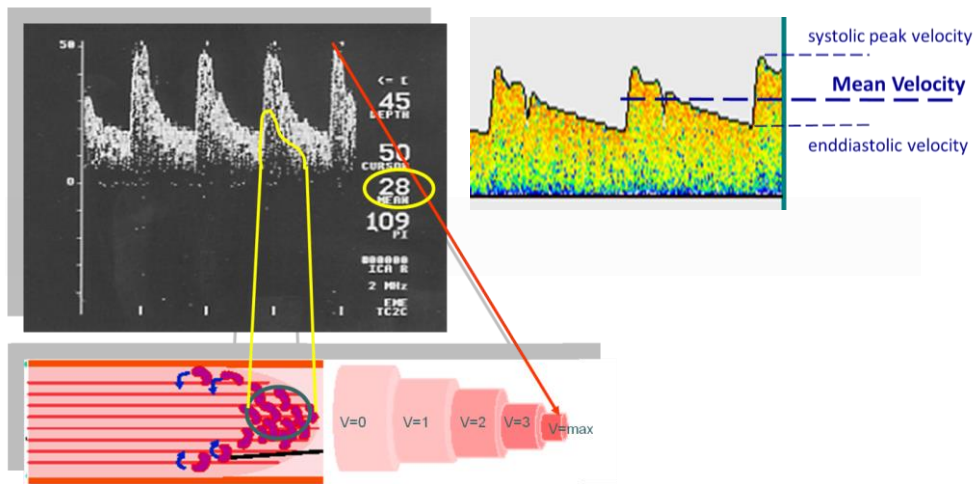 50
0
50
<- [
45
DEPTH
50
CURSOR
28
MEAN
109
PI
ICA R
2 MHz
EME
TC2C
systolic peak velocity
Mean Velocity
enddiastolic velocity
V=0
V=1
V=2
V=3
V=max